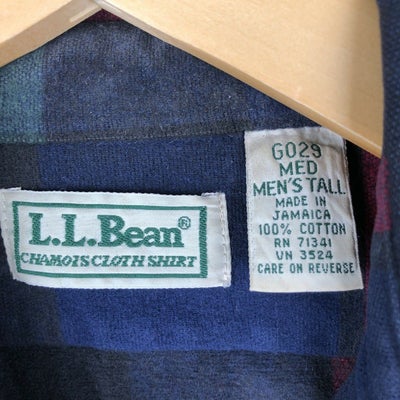 L.L.Bean®
CHAMOIS CLOTH SHIRT
G029
MED
MEN'S TALL
MADE IN
JAMAICA
100% COTTON
RN 71341
VN 3524
CARE ON REVERSE